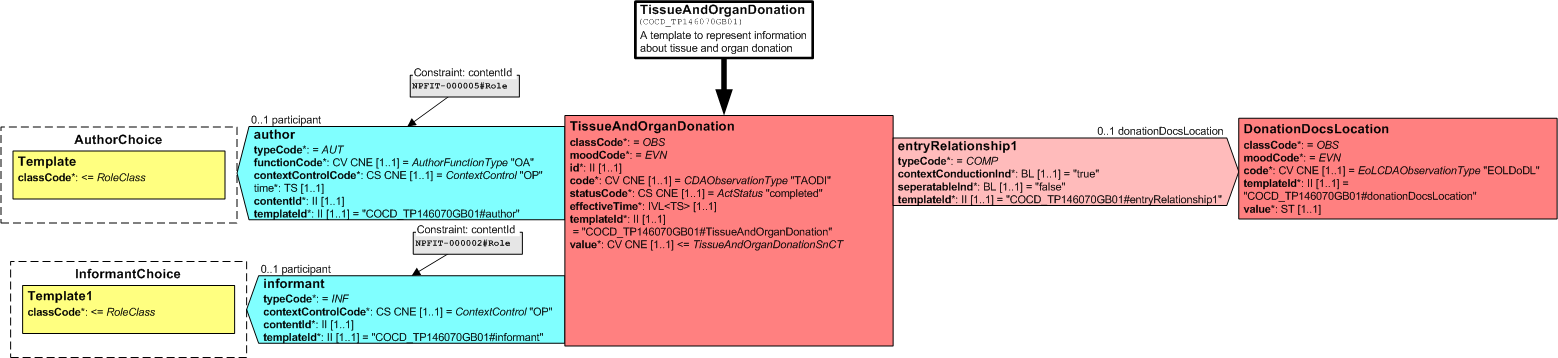 TissueAndOrganDonation
(COCD_TP146070GB01)
A template to represent information
about tissue and organ donation
Constraint: contentId
NPFIT-000005#Role
0..1 participant
AuthorChoice
Template
classCode*: <= RoleClass
author
typeCode*: = AUT
functionCode*: CV CNE [1..1] = AuthorFunctionType "OA"
contextControlCode*: CS CNE [1..1] = ContextControl "OP"
time*: TS [1..1]
contentId*: II [1..1]
templateId*: II [1..1] = "COCD_TP146070GB01#author"
Constraint: contentId
NPFIT-000002#Role
0..1 participant
InformantChoice
Template1
classCode*: <= RoleClass
informant
typeCode*: = INF
contextControlCode*: CS CNE [1..1] = ContextControl "OP"
contentId*: II [1..1]
templateId*: II [1..1] = "COCD_TP146070GB01#informant"
TissueAndOrganDonation
classCode*: = OBS
moodCode*: = EVN
id*: II [1..1]
code*: CV CNE [1..1] = CDAObservationType "TAODI"
statusCode*: CS CNE [1..1] = ActStatus "completed"
effectiveTime*: IVL<TS> [1..1]
templateId*: II [1..1]
= "COCD_TP146070GB01#TissueAndOrganDonation"
value*: CV CNE [1..1] <= TissueAndOrganDonationSnCT
0..1 donationDocsLocation
entryRelationship1
typeCode*: = COMP
contextConductionInd*: BL [1..1] = "true"
seperatableInd*: BL [1..1] = "false"
templateId*: II [1..1] = "COCD_TP146070GB01#entryRelationship1"
DonationDocsLocation
classCode*: = OBS
moodCode*: = EVN
code*: CV CNE [1..1] = EoLCDAObservationType "EOLDoDL"
templateId*: II [1..1] =
"COCD_TP146070GB01#donationDocsLocation"
value*: ST [1..1]